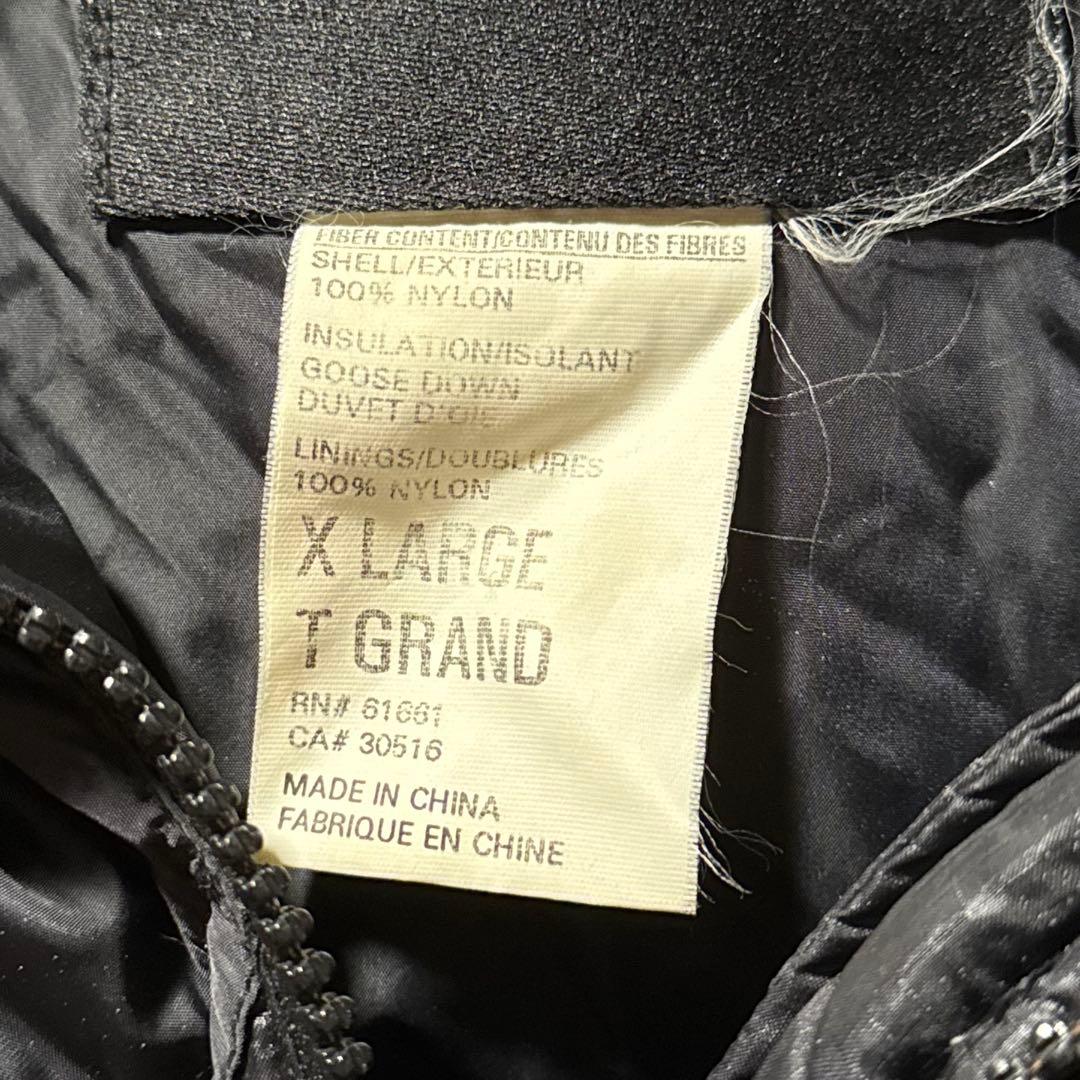 FIBER CONTENT/CONTENU DES FIBRES
SHELL/EXTERIEUR
100% NYLON
INSULATION/ISOLANT
GOOSE DOWN
DUVET D'OIE
LININGS/DOUBLURES
100% NYLON
X LARGE
T GRAND
RN# 61661
CA# 30516
MADE IN CHINA
FABRIQUE EN CHINE